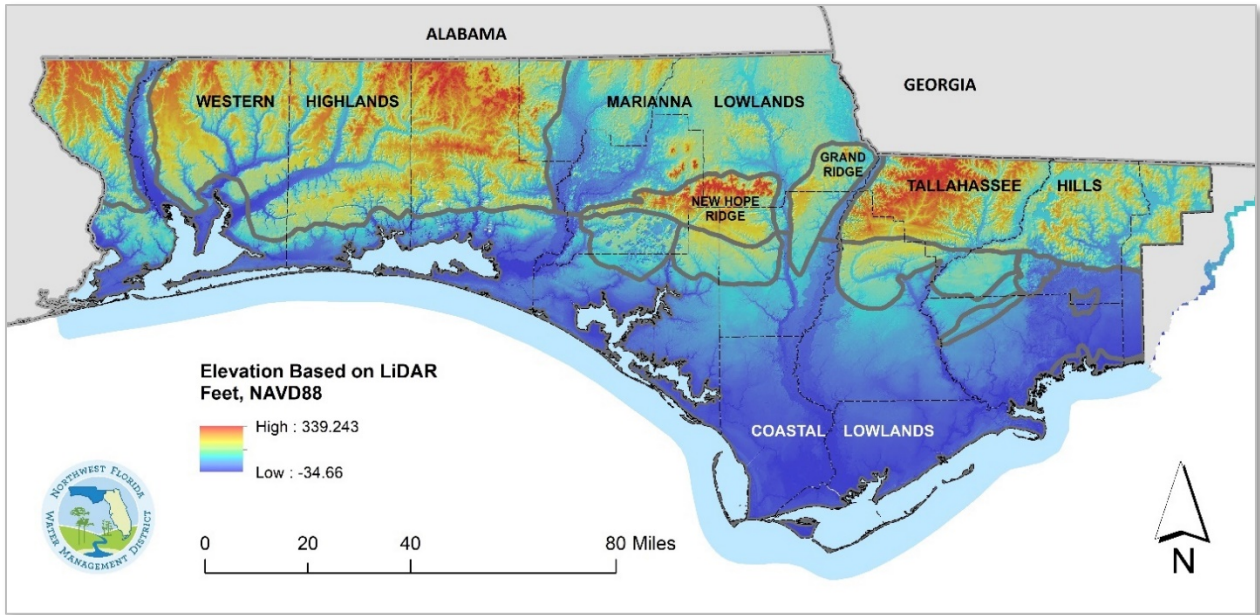 ALABAMA
GEORGIA
WESTERN HIGHLANDS
MARIANNA LOWLANDS
GRAND
RIDGE
TALLAHASSEE HILLS
NEW HOPE
RIDGE
COASTAL LOWLANDS
Elevation Based on LiDAR
Feet, NAVD88
High : 339.243
Low : -34.66
NORTHWEST FLORIDA
WATER MANAGEMENT DISTRICT
0 20 40 80 Miles
N